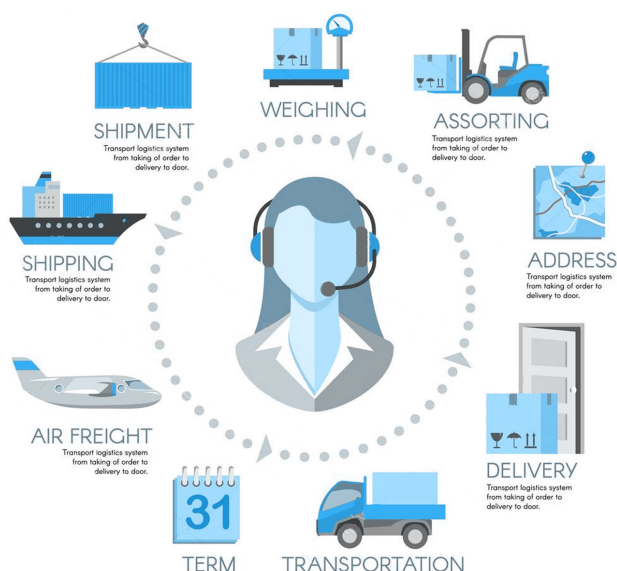 WEIGHING
SHIPMENT
Transport logistics system
from taking of order to
delivery to door.
ASSORTING
Transport logistics system
from taking of order to
delivery to door.
SHIPPING
Transport logistics system
from taking of order to
delivery to door.
ADDRESS
Transport logistics system
from taking of order to
delivery to door.
AIR FREIGHT
Transport logistics system
from taking of order to
delivery to door.
DELIVERY
Transport logistics system
from taking of order to
delivery to door.
31
TERM
TRANSPORTATION